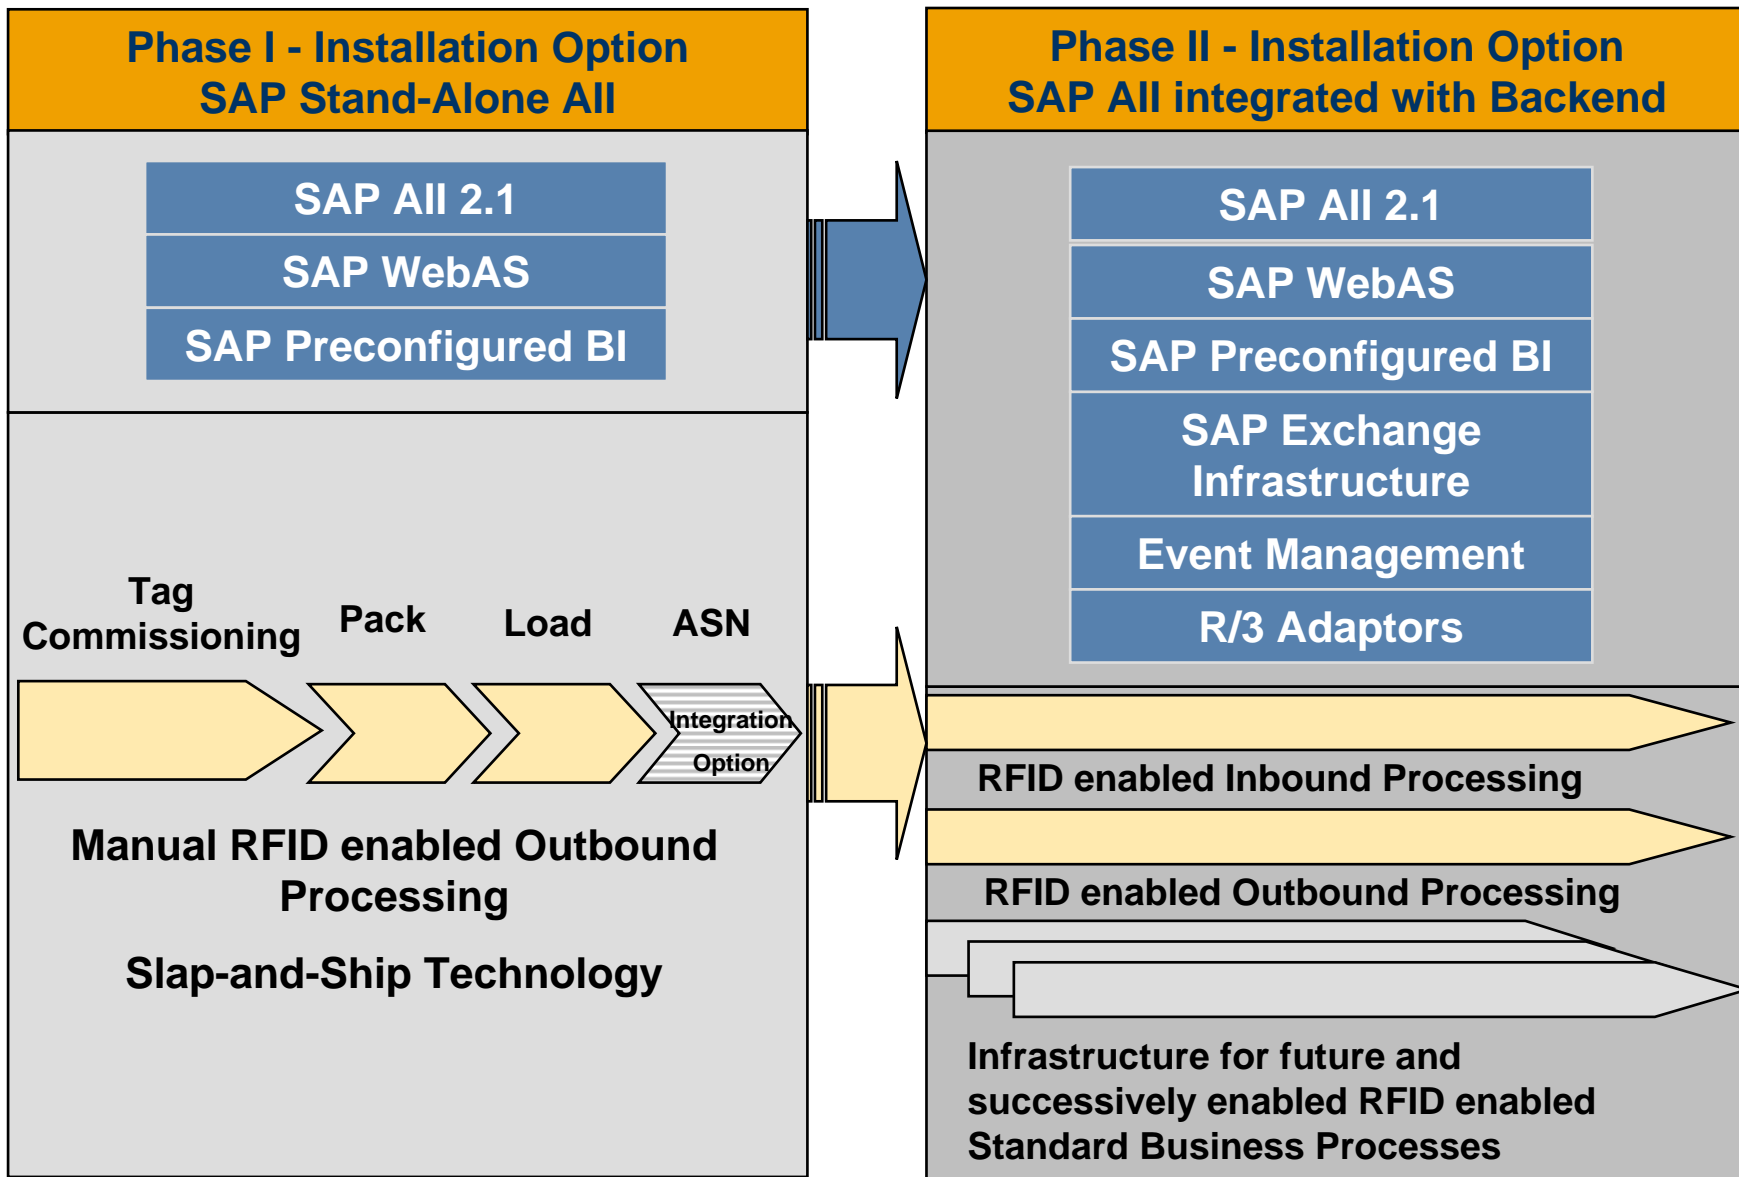 Phase I - Installation Option
SAP Stand-Alone AII
SAP AII 2.1
SAP WebAS
SAP Preconfigured BI
Tag
Commissioning
Pack
Load
ASN
Integration
Option
Manual RFID enabled Outbound
Processing
Slap-and-Ship Technology
Phase II - Installation Option
SAP AII integrated with Backend
SAP AII 2.1
SAP WebAS
SAP Preconfigured BI
SAP Exchange
Infrastructure
Event Management
R/3 Adaptors
RFID enabled Inbound Processing
RFID enabled Outbound Processing
Infrastructure for future and
successively enabled RFID enabled
Standard Business Processes